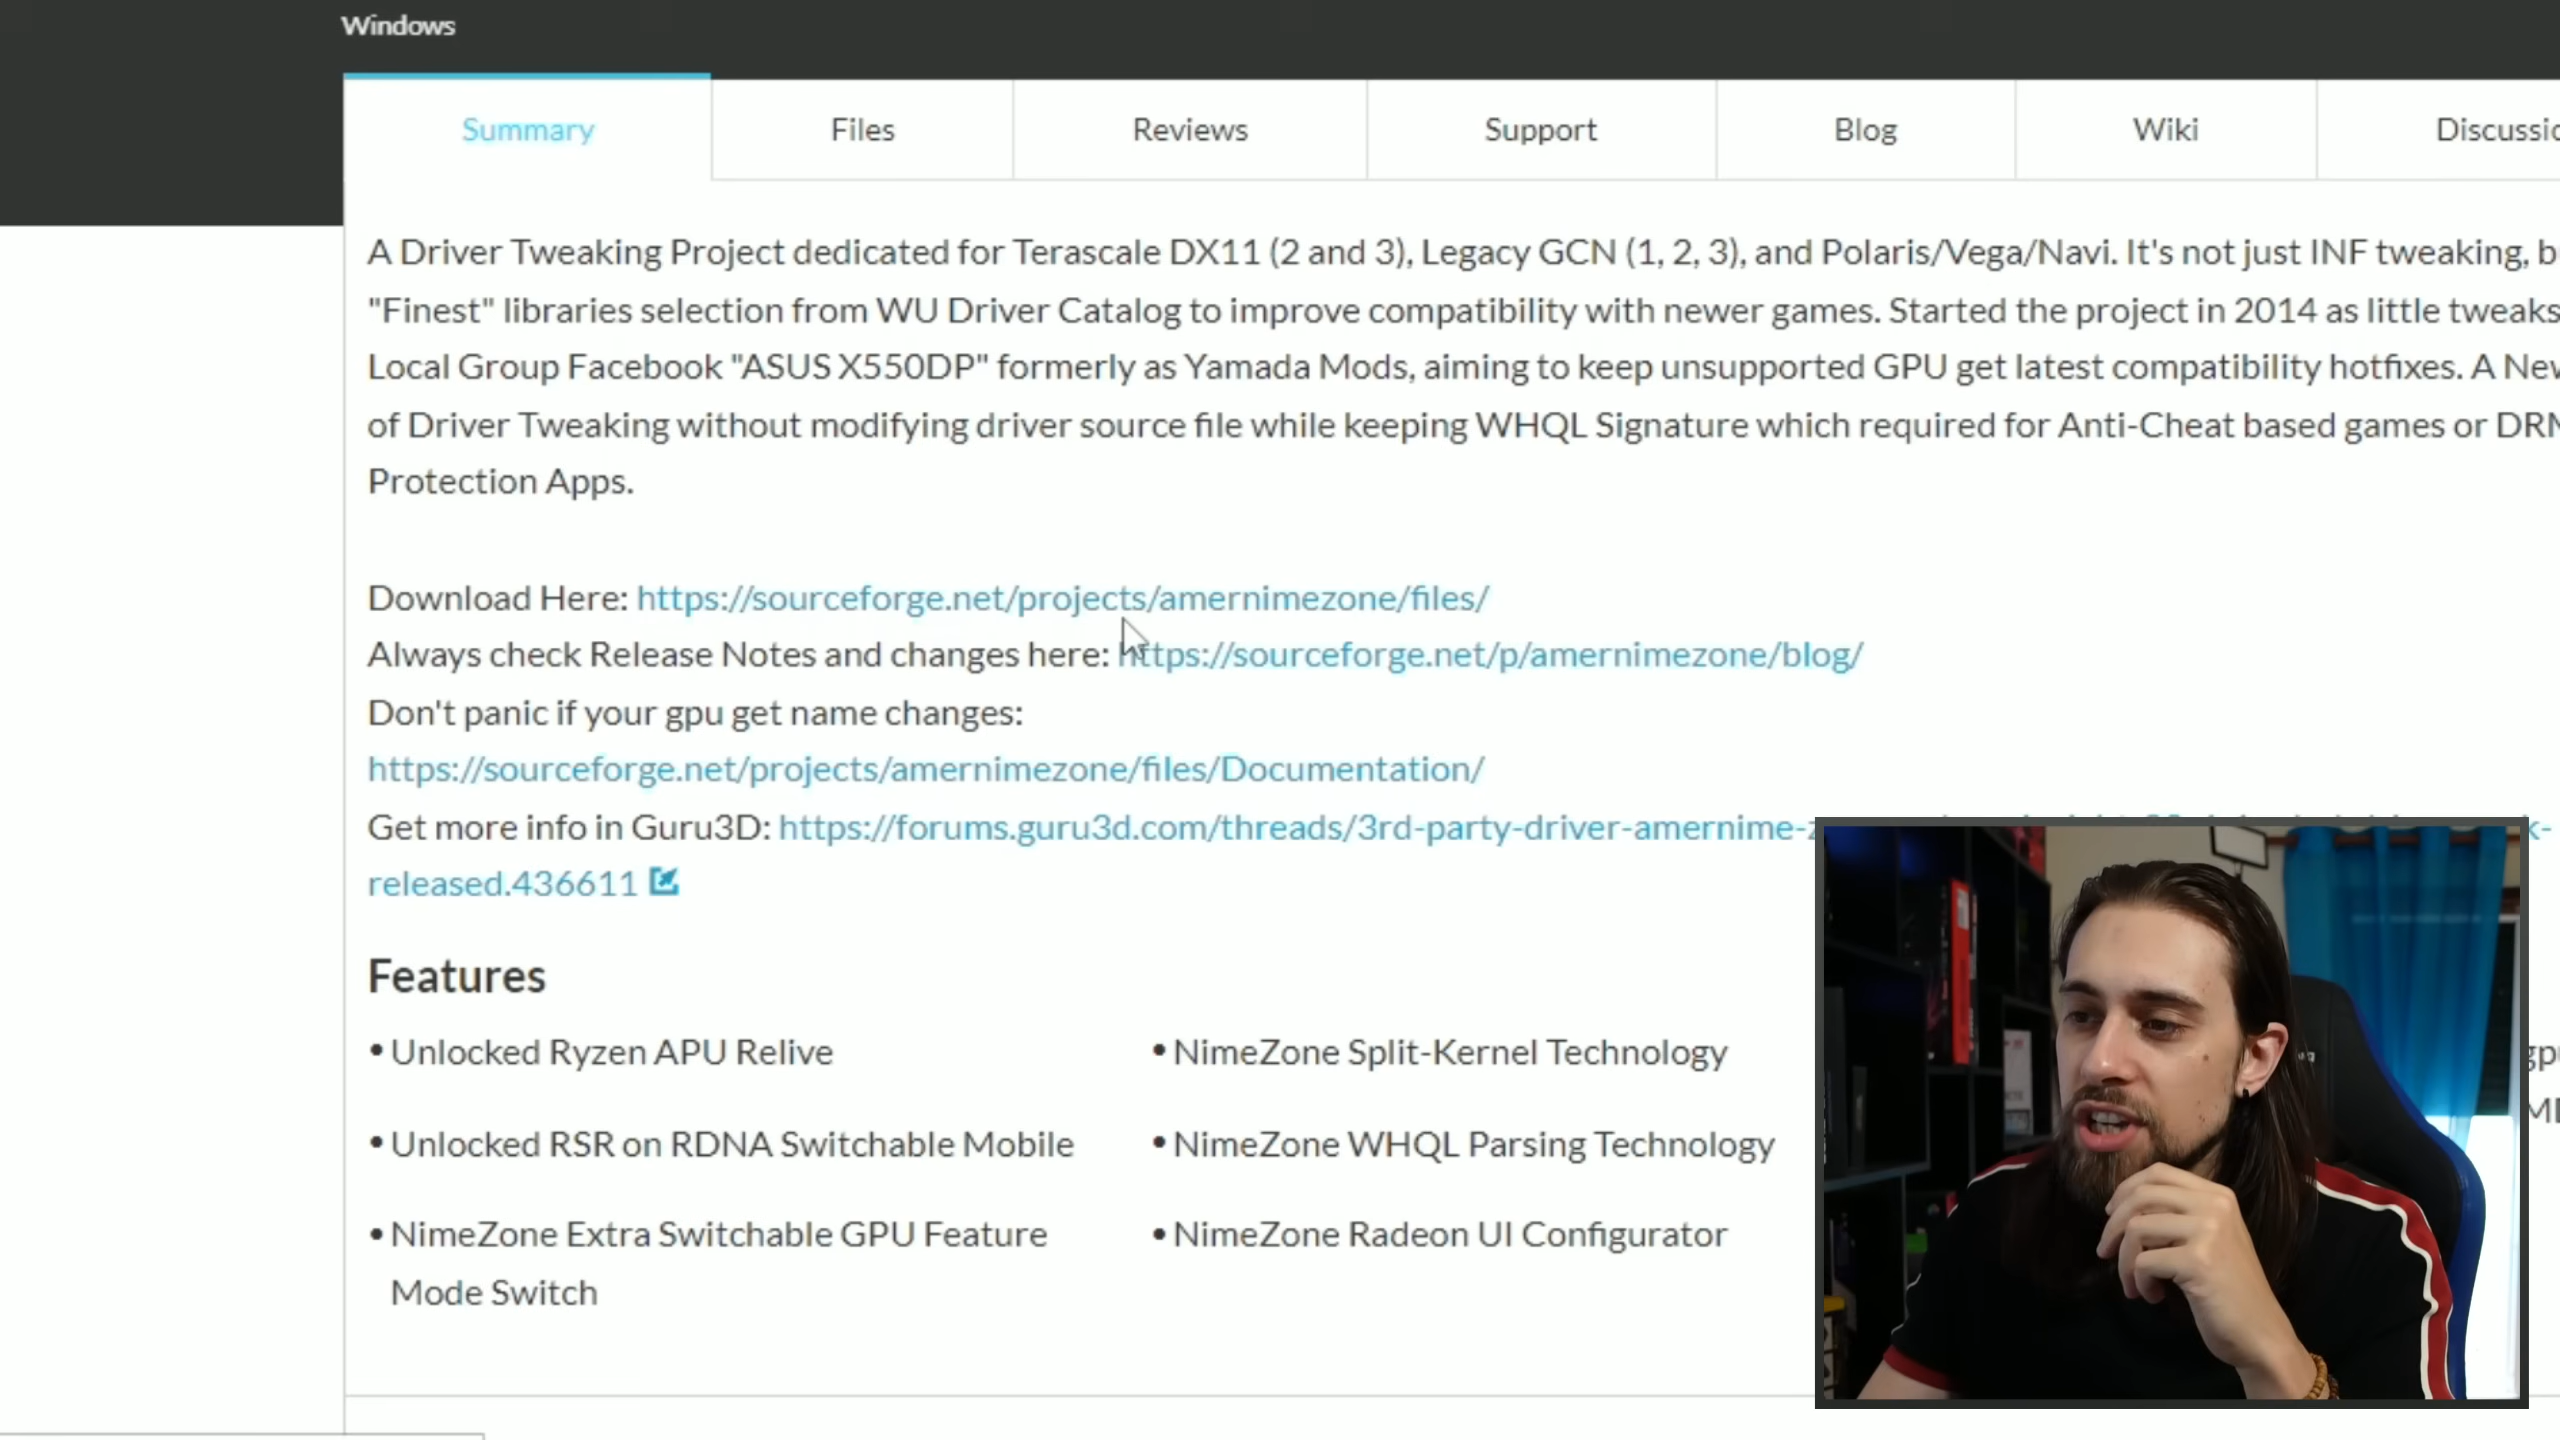 Windows
Summary Files Reviews Support Blog Wiki
A Driver Tweaking Project dedicated for Terascale DX11 (2 and 3), Legacy GCN (1, 2, 3), and Polaris/Vega/Navi. It's not just INF tweaking,
"Finest" libraries selection from WU Driver Catalog to improve compatibility with newer games. Started the project in 2014 as little tweaks
Local Group Facebook "ASUS X550DP" formerly as Yamada Mods, aiming to keep unsupported GPU get latest compatibility hotfixes. A
of Driver Tweaking without modifying driver source file while keeping WHQL Signature which required for Anti-Cheat based games or
Protection Apps.
Download Here: https://sourceforge.net/projects/amernimezone/files/
Always check Release Notes and changes here: https://sourceforge.net/p/amernimezone/blog/
Don't panic if your gpu get name changes:
https://sourceforge.net/projects/amernimezone/files/Documentation/
Get more info in Guru3D: https://forums.guru3d.com/threads/3rd-party-driver-amernime-
released.436611
Features
• Unlocked Ryzen APU Relive
• NimeZone Split-Kernel Technology
• Unlocked RSR on RDNA Switchable Mobile
• NimeZone WHQL Parsing Technology
• NimeZone Extra Switchable GPU Feature
Mode Switch
• NimeZone Radeon UI Configurator